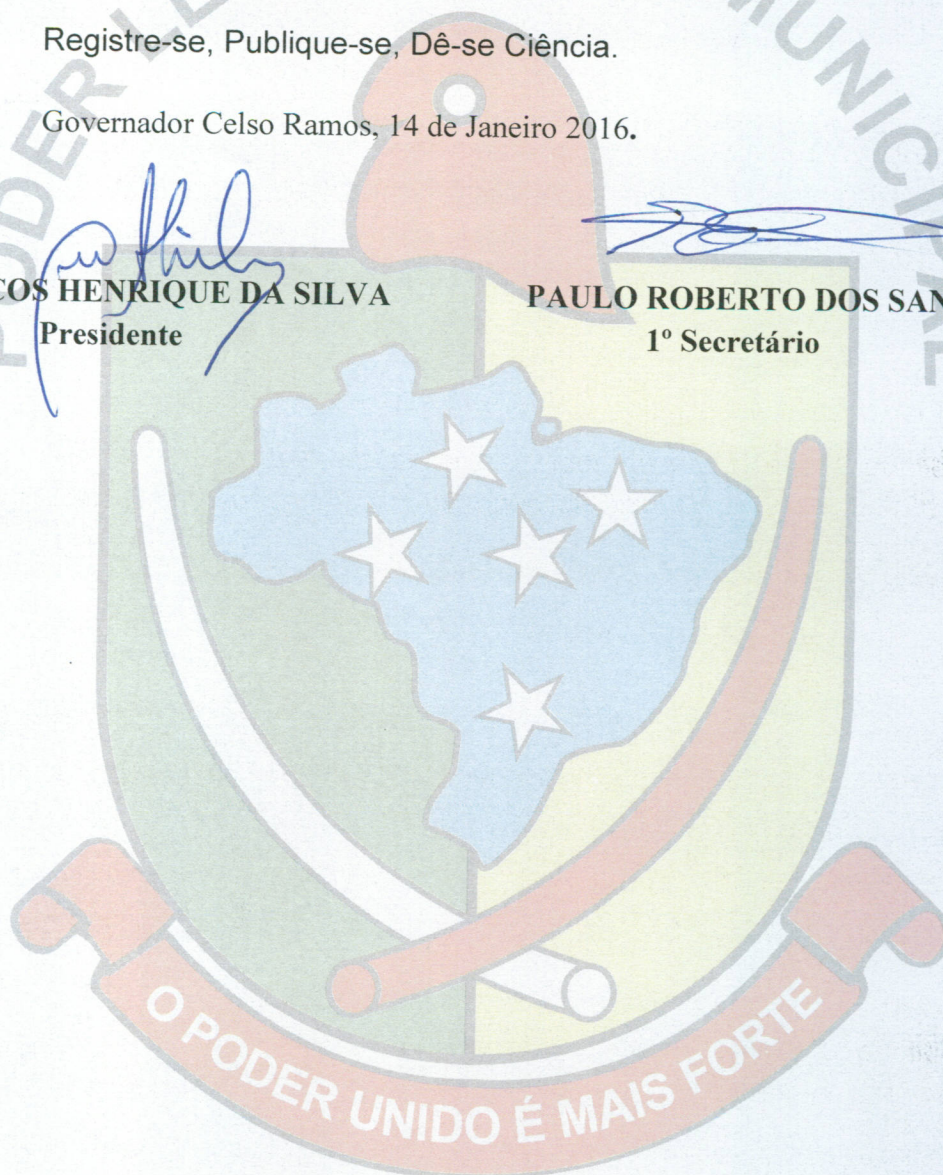 Registre-se, Publique-se, Dê-se Ciência.
Governador Celso Ramos, 14 de Janeiro 2016.
COS HENRIQUE DA SILVA
Presidente
PAULO ROBERTO DOS SAN
1º Secretário
MUNICIPAL
O PODER UNIDO É MAIS FORTE